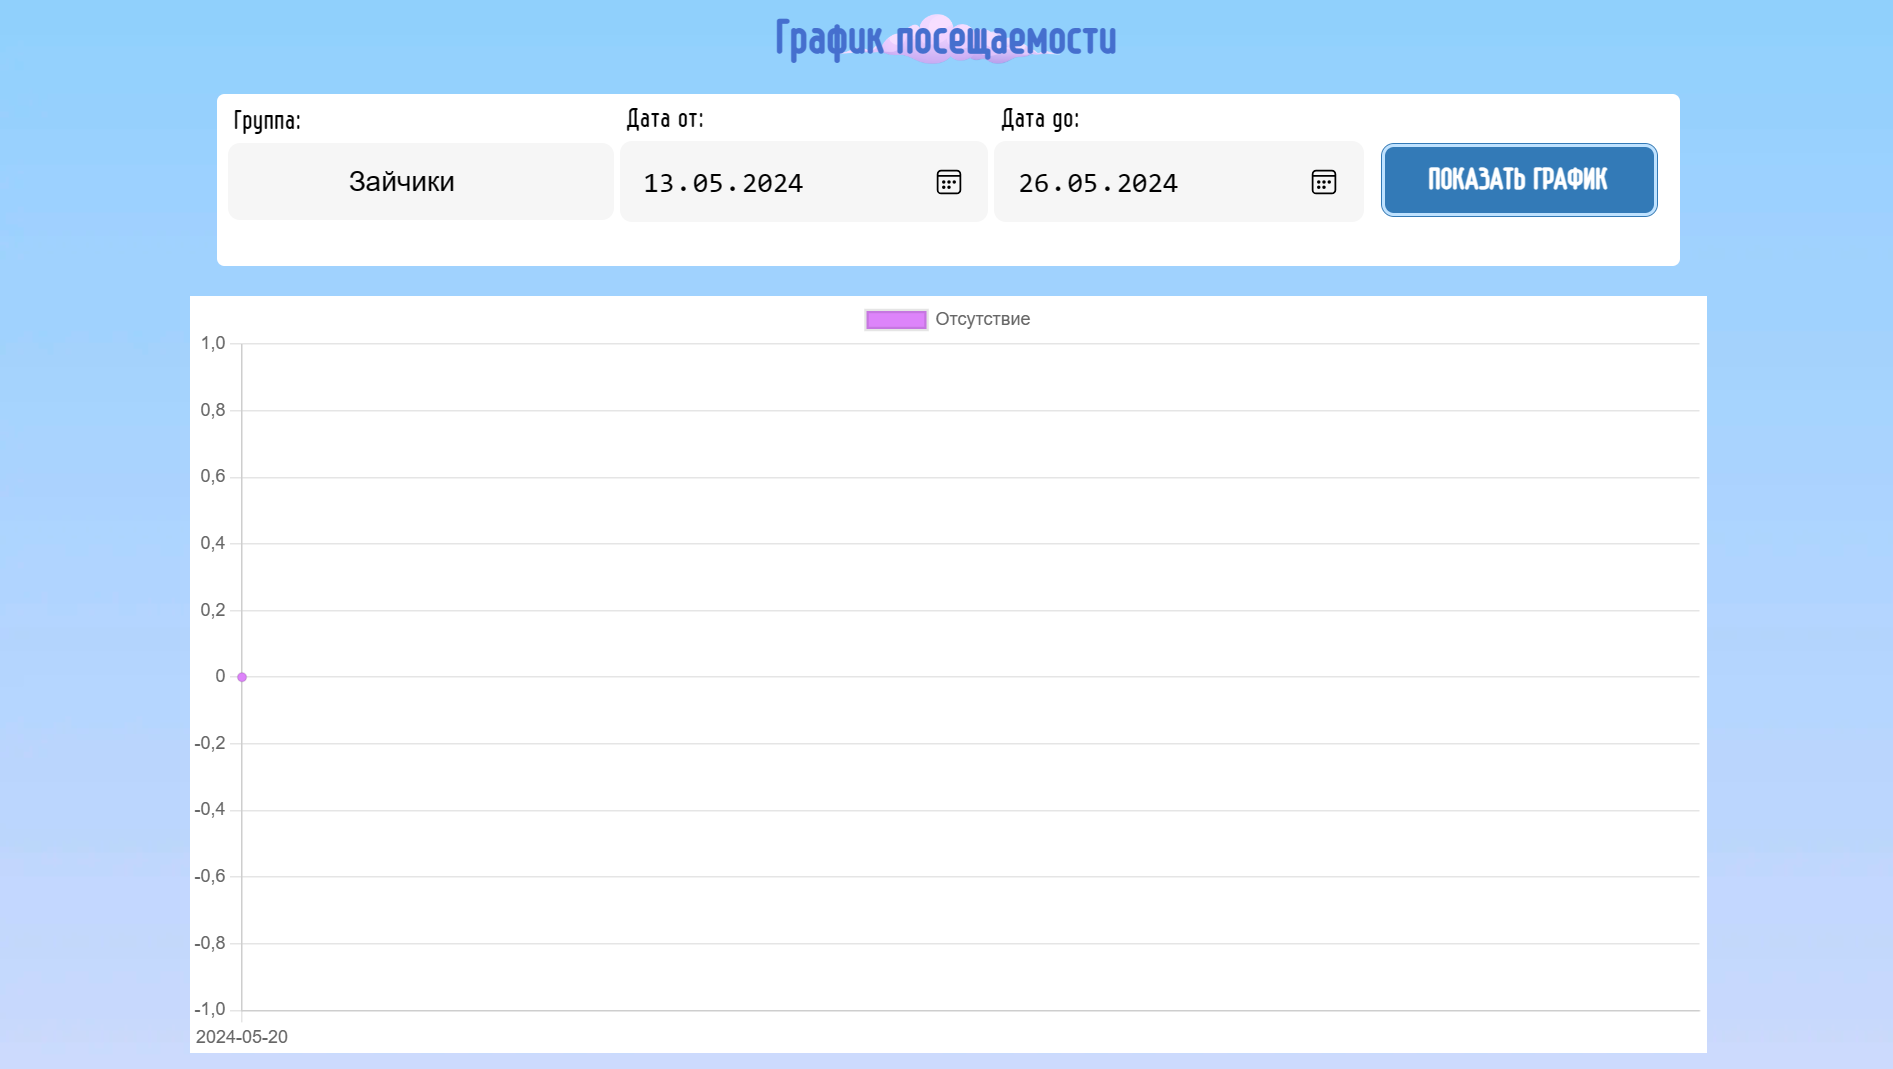 График посещаемости
Группа:
Дата от:
Дата до:
Зайчики
13.05.2024
26.05.2024
ПОКАЗАТЬ ГРАФИК
Отсутствие
1,0
0,8
0,6
0,4
0,2
0
-0,2
-0,4
-0,6
-0,8
-1,0
2024-05-20